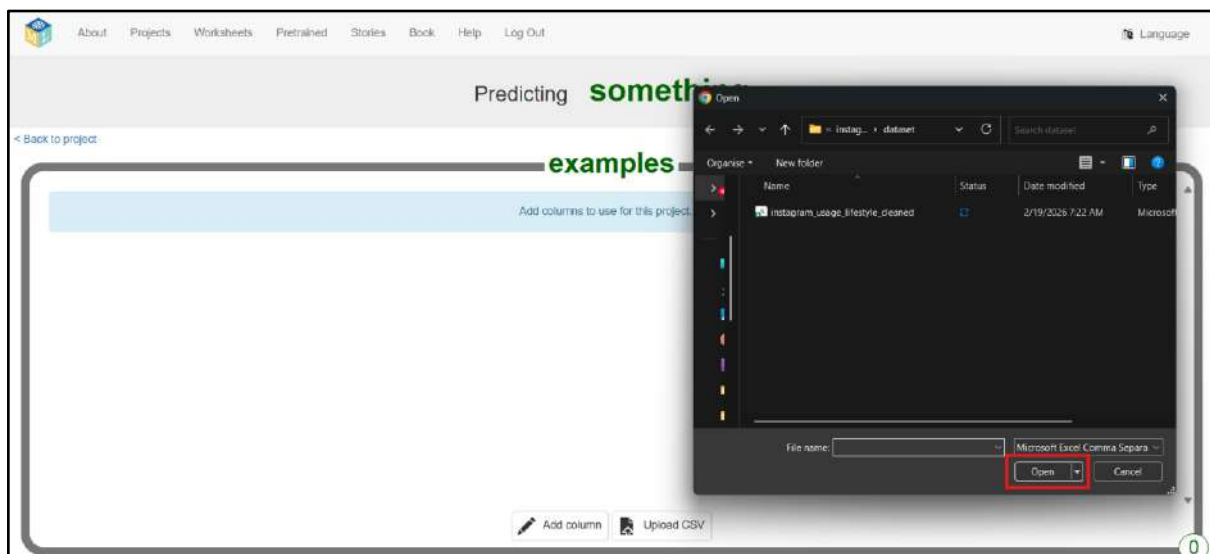 About Projects Worksheets Pretrained Stories Book Help Log Out Language
Predicting
< Back to project
examples
Add columns to use for this project.
Add column Upload CSV
0
Open
instag... dataset
Search dataset
Organise New folder
Name Status Date modified Type
instagram_usage_lifestyle_cleaned 2/19/2026 7:22 AM Microsoft
File name: Microsoft Excel Comma Separa
Open Cancel